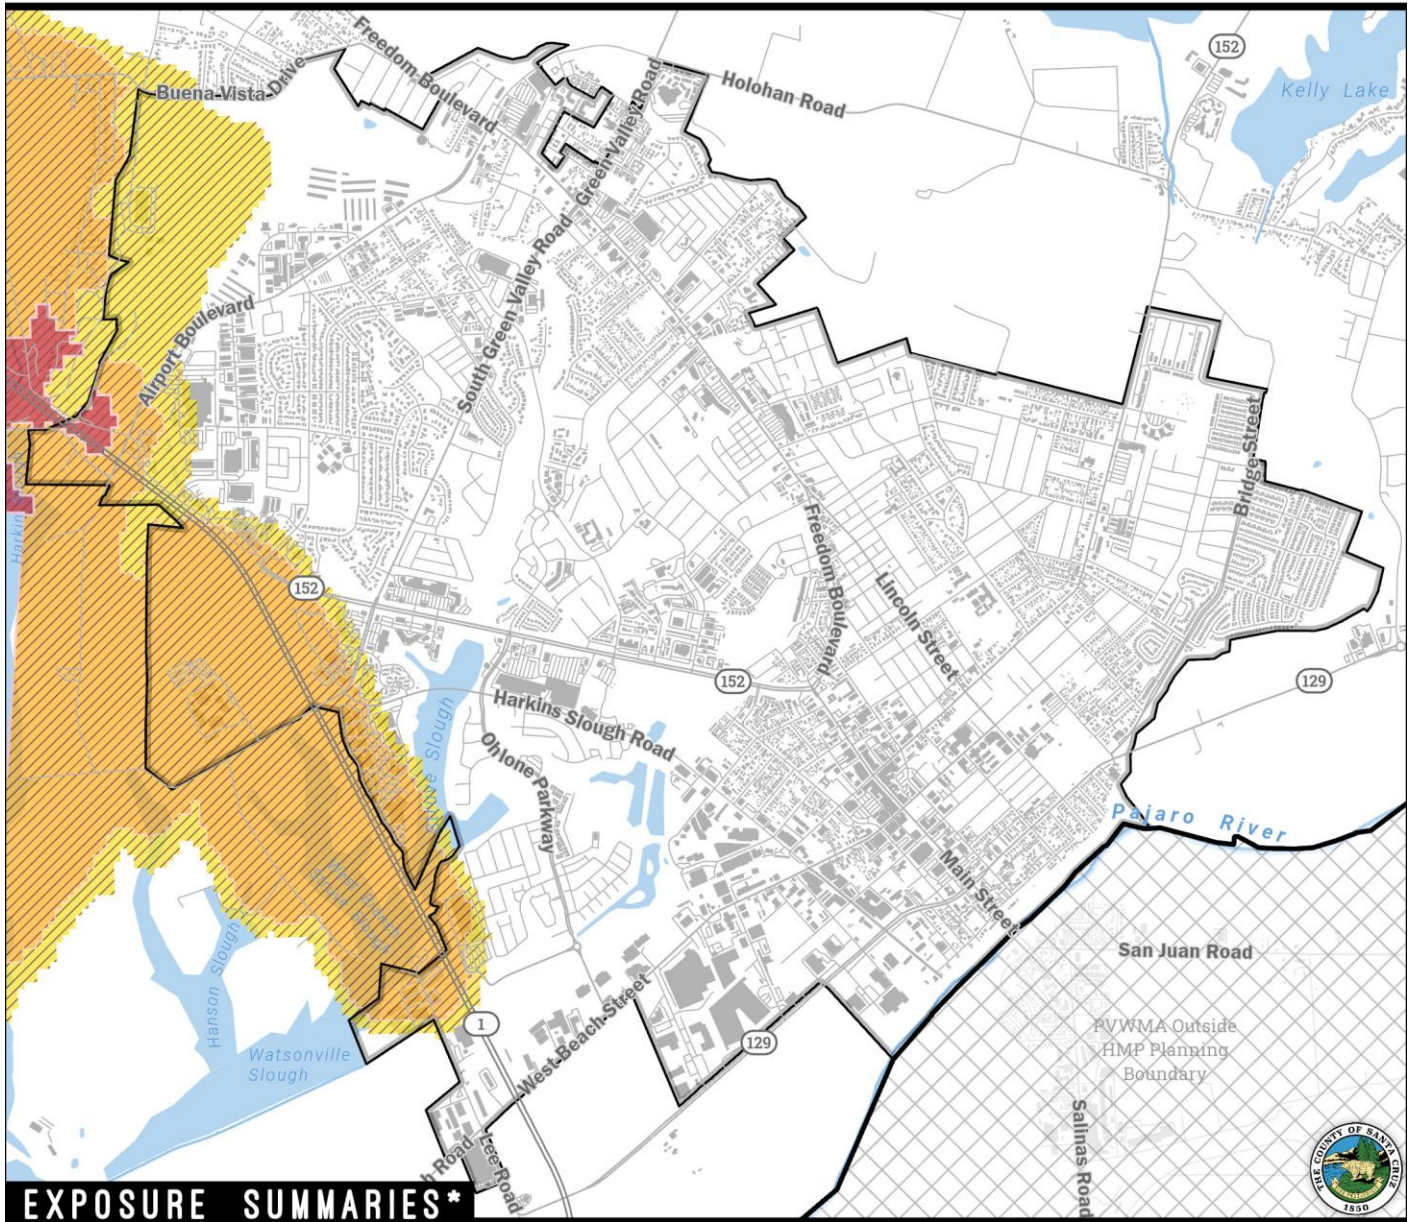 152
Freedom Boulevard
Holohan Road
Kelly Lake
Buena Vista Drive
Green Valley Road
Airport Boulevard
South Green Valley Road
Bridge Street
Freedom Boulevard
Lincoln Street
152
152
129
Harkins Slough Road
Ohlone Parkway
Pajaro River
Main Street
San Juan Road
Hanson Slough
Watsonville
Slough
1
West Beach Street
129
PVWMA Outside
HMP Planning
Boundary
Salinas Road
Lee Road
h Road
THE COUNTY OF SANTA CRUZ
1850
EXPOSURE SUMMARIES*